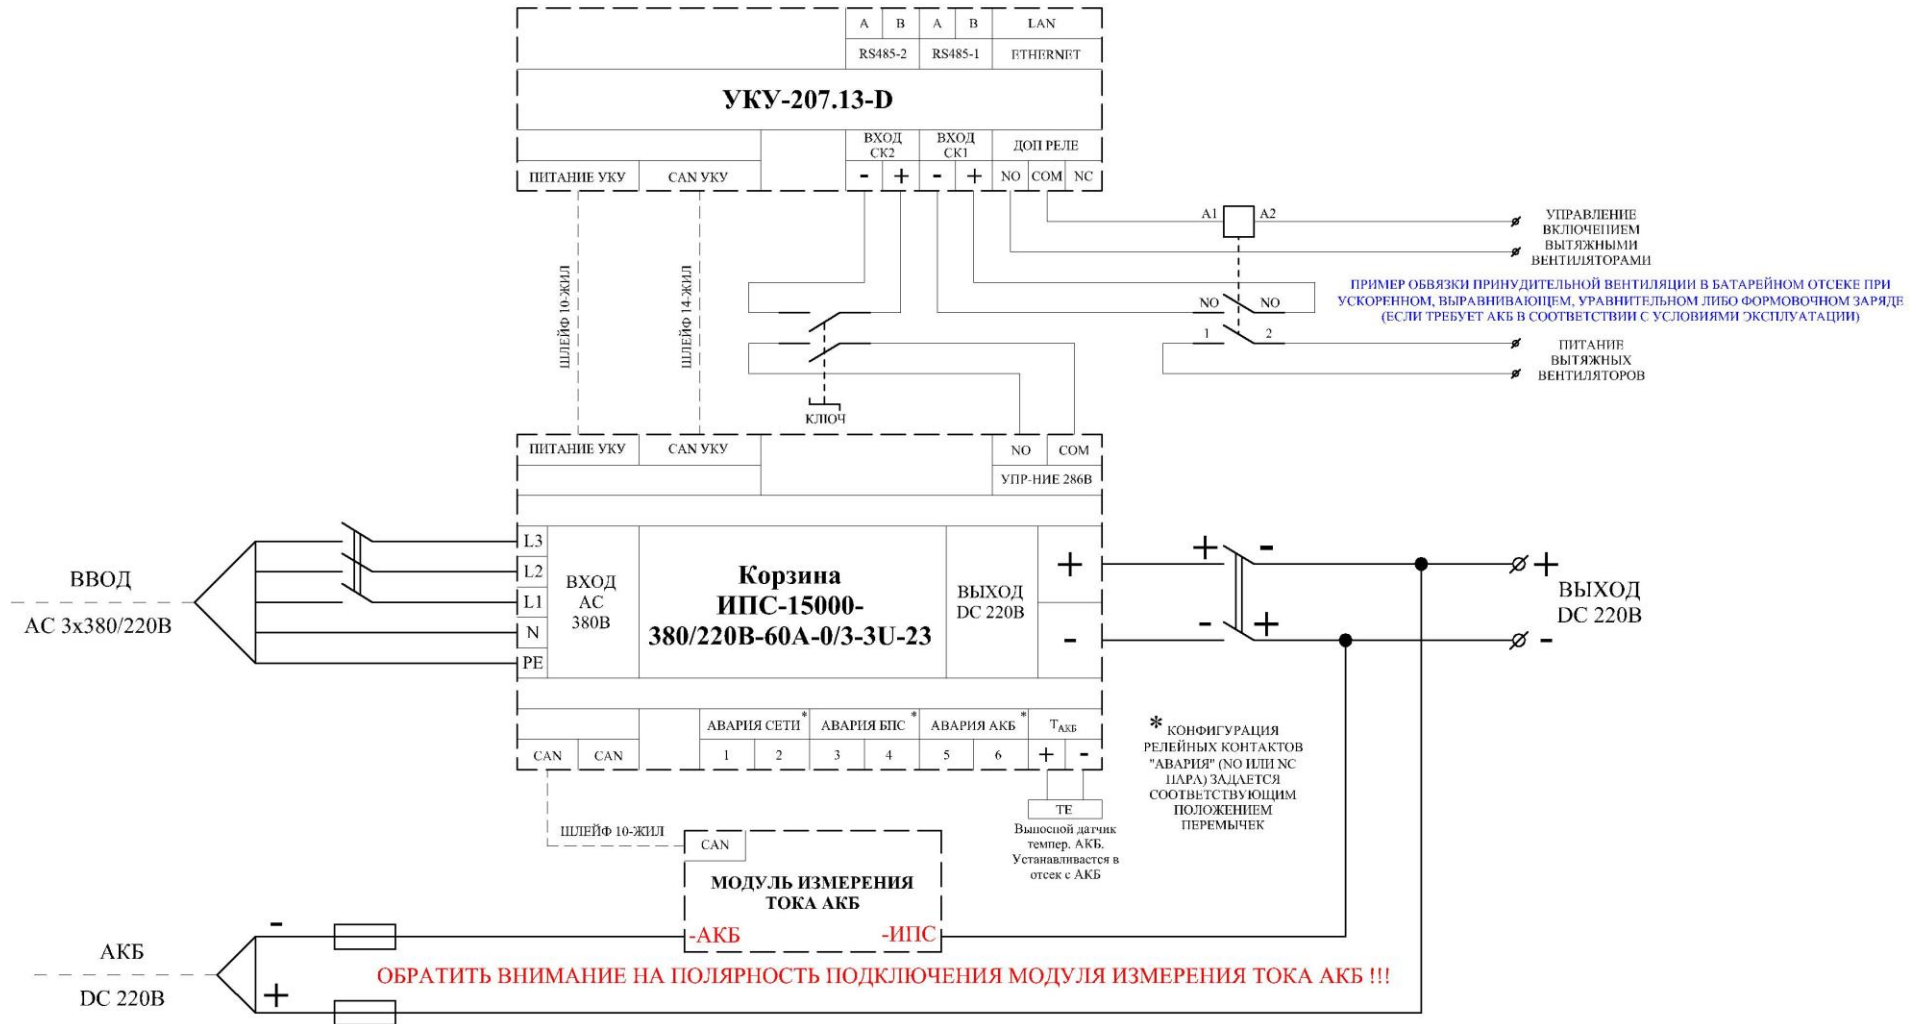 A B A B LAN
RS485-2 RS485-1 ETHERNET
УКУ-207.13-D
ВХОД СК2 ВХОД СК1 ДОП РЕЛЕ
ПИТАНИЕ УКУ CAN УКУ - + - + NO COM NC
A1 A2
УПРАВЛЕНИЕ
ВКЛЮЧЕНИЕМ
ВЫТЯЖНЫМИ
ВЕНТИЛЯТОРАМИ
ШЛЕЙФ 10-ЖИЛ
ШЛЕЙФ 14-ЖИЛ
ПРИМЕР ОБВЯЗКИ ПРИНУДИТЕЛЬНОЙ ВЕНТИЛЯЦИИ В БАТАРЕЙНОМ ОТСЕКЕ ПРИ
УСКОРЕННОМ, ВЫРАВНИВАЮЩЕМ, УРАВНИТЕЛЬНОМ ЛИБО ФОРМОВОЧНОМ ЗАРЯДЕ
(ЕСЛИ ТРЕБУЕТ АКБ В СООТВЕТСТВИИ С УСЛОВИЯМИ ЭКСПЛУАТАЦИИ)
NO NO
1 2
ПИТАНИЕ
ВЫТЯЖНЫХ
ВЕНТИЛЯТОРОВ
КЛЮЧ
ПИТАНИЕ УКУ CAN УКУ NO COM
УПР-НИЕ 286В
ВВОД
AC 3x380/220В
L3
L2
L1
N
PE
ВХОД
AC
380В
Корзина
ИПС-15000-
380/220В-60А-0/3-3U-23
ВЫХОД
DC 220В
+
-
+ -
- +
+
-
ВЫХОД
DC 220В
АВАРИЯ СЕТИ* АВАРИЯ БПС* АВАРИЯ АКБ* TАКБ
CAN CAN 1 2 3 4 5 6 + -
* КОНФИГУРАЦИЯ
РЕЛЕЙНЫХ КОНТАКТОВ
"АВАРИЯ" (NO ИЛИ NC
ПАРА) ЗАДАЕТСЯ
СООТВЕТСТВУЮЩИМ
ПОЛОЖЕНИЕМ
ПЕРЕМЫЧЕК
TE
Выносной датчик
темпер. АКБ.
Устанавливается в
отсек с АКБ
ШЛЕЙФ 10-ЖИЛ
CAN
МОДУЛЬ ИЗМЕРЕНИЯ
ТОКА АКБ
-АКБ -ИПС
АКБ
DC 220В
-
+
ОБРАТИТЬ ВНИМАНИЕ НА ПОЛЯРНОСТЬ ПОДКЛЮЧЕНИЯ МОДУЛЯ ИЗМЕРЕНИЯ ТОКА АКБ !!!